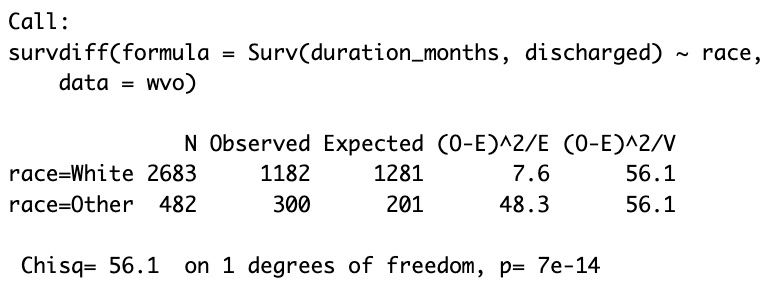 Call:
survdiff(formula = Surv(duration_months, discharged) ~ race,
    data = wvo)

              N Observed Expected (O-E)^2/E (O-E)^2/V
race=White 2683     1182     1281       7.6      56.1
race=Other  482      300      201      48.3      56.1

 Chisq= 56.1  on 1 degrees of freedom, p= 7e-14